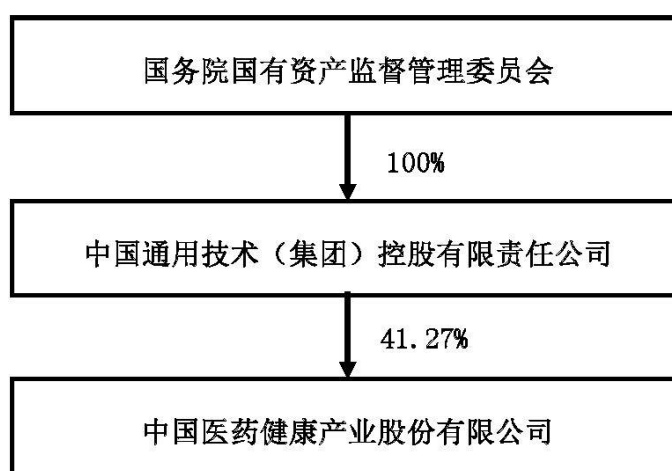 国务院国有资产监督管理委员会
100%
中国通用技术（集团）控股有限责任公司
41.27%
中国医药健康产业股份有限公司